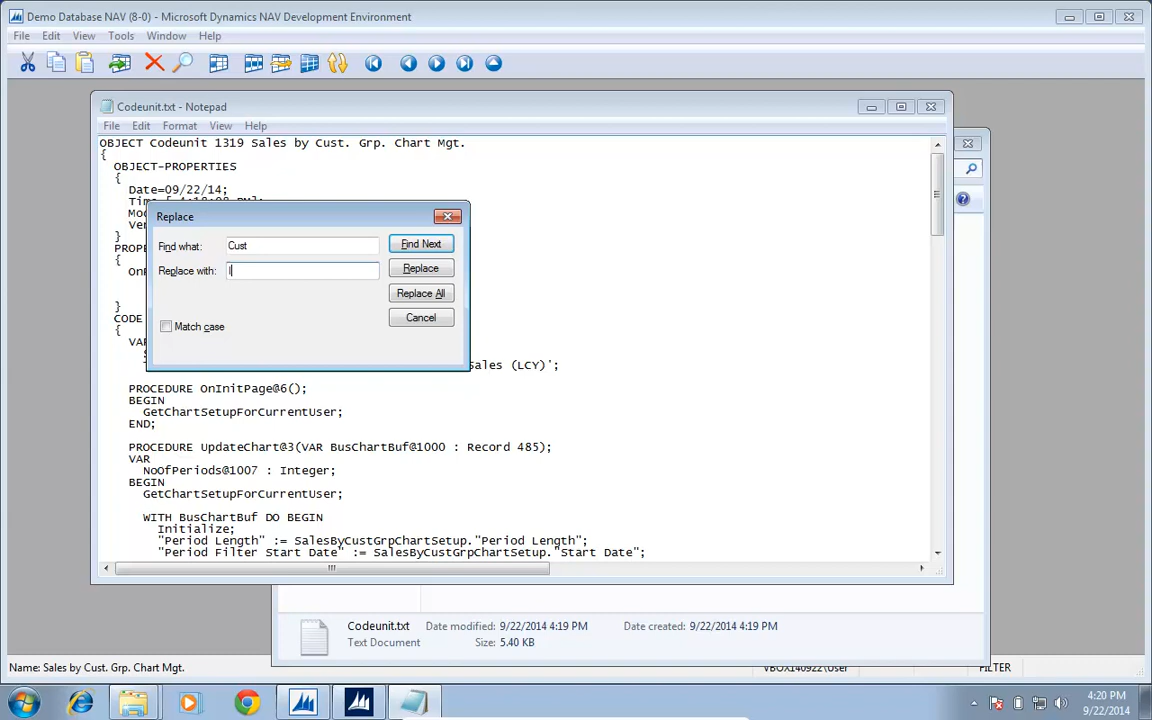 Demo Database NAV (8-0) - Microsoft Dynamics NAV Development Environment
File Edit View Tools Window Help
Codeunit.txt - Notepad
File Edit Format View Help
OBJECT Codeunit 1319 Sales by Cust. Grp. Chart Mgt.
{
OBJECT-PROPERTIES
{
Date=09/22/14;
}
Replace
Find what: Cust
Find Next
Replace with: I
Replace
Replace All
Cancel
Match case
}
CODE
{
VAR
Sales (LCY)';
PROCEDURE OnInitPage@6();
BEGIN
GetChartSetupForCurrentUser;
END;
PROCEDURE UpdateChart@3(VAR BusChartBuf@1000 : Record 485);
VAR
NoOfPeriods@1007 : Integer;
BEGIN
GetChartSetupForCurrentUser;
WITH BusChartBuf DO BEGIN
Initialize;
"Period Length" := SalesByCustGrpChartSetup."Period Length";
"Period Filter Start Date" := SalesByCustGrpChartSetup."Start Date";
Codeunit.txt Date modified: 9/22/2014 4:19 PM Date created: 9/22/2014 4:19 PM
Text Document Size: 5.40 KB
Name: Sales by Cust. Grp. Chart Mgt.
VBOX140922\User
FILTER
4:20 PM
9/22/2014